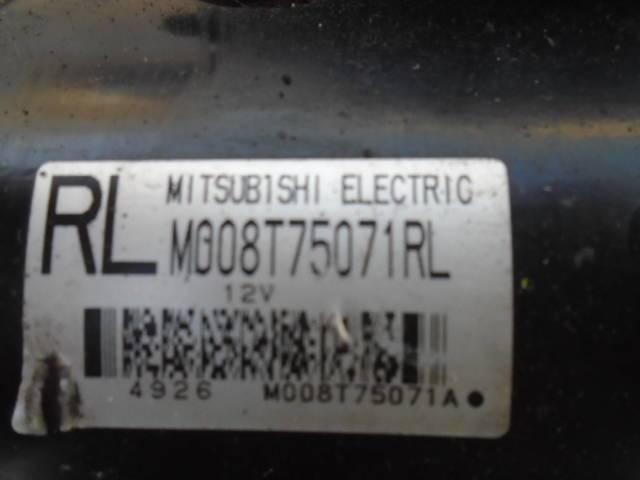 RL
MITSUBISHI ELECTRIC
M008T75071RL
12V
4926 M008T75071A